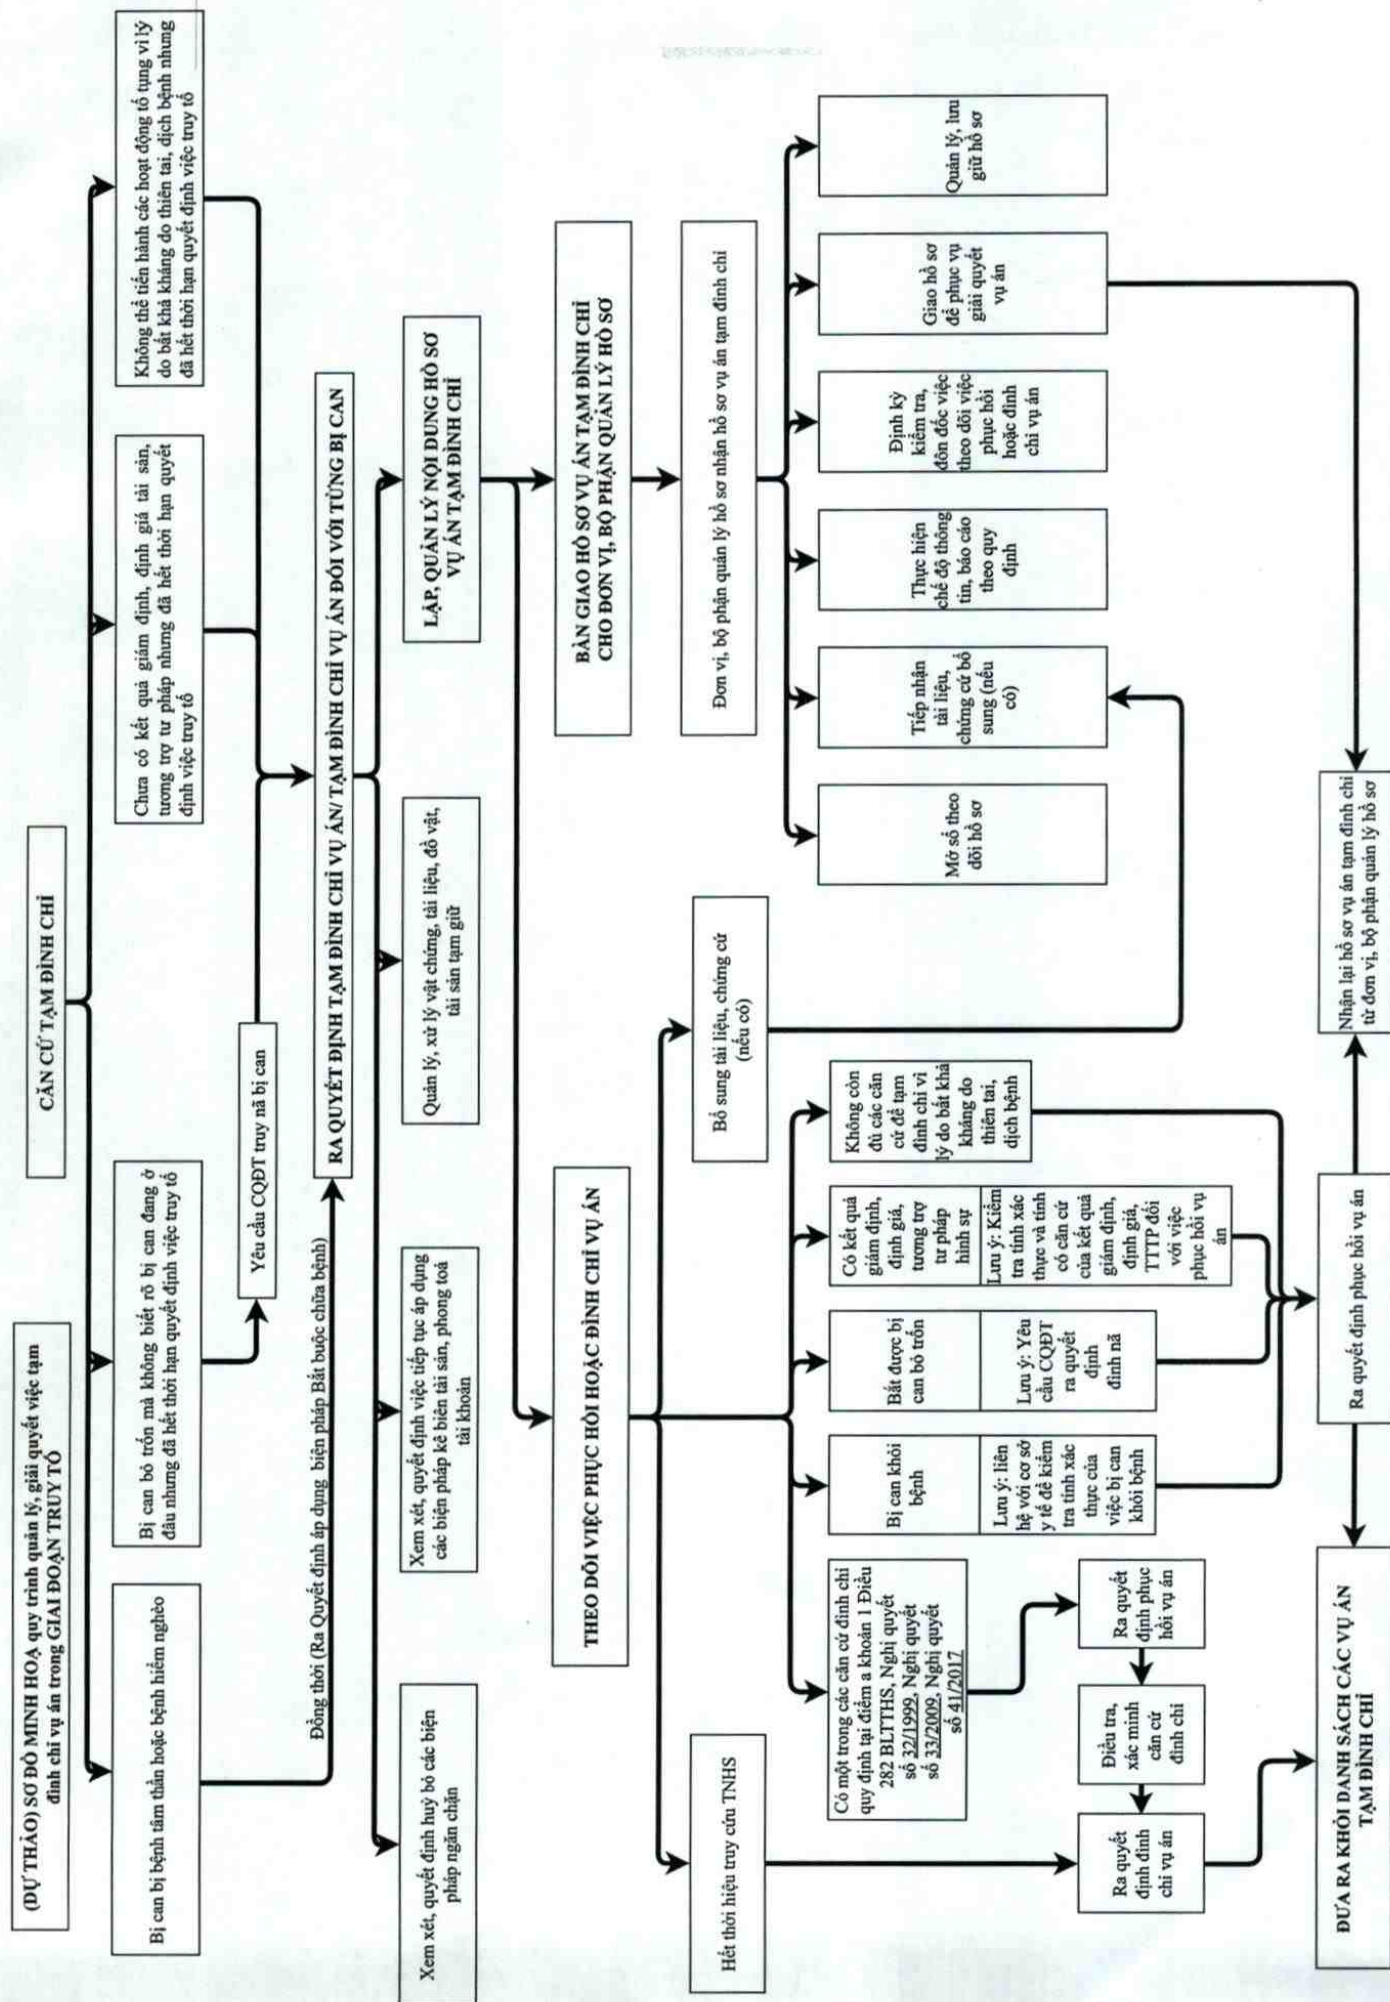 (DỰ THẢO) SƠ ĐỒ MINH HOẠ quy trình quản lý, giải quyết việc tạm
đình chỉ vụ án trong GIAI ĐOẠN TRUY TỐ
CĂN CỨ TẠM ĐÌNH CHỈ
Bị can bị bệnh tâm thần hoặc bệnh hiểm nghèo
Bị can bỏ trốn mà không biết rõ bị can đang ở
đâu nhưng đã hết thời hạn quyết định việc truy tố
Chưa có kết quả giám định, định giá tài sản,
tương trợ tư pháp nhưng đã hết thời hạn quyết
định việc truy tố
Không thể tiến hành các hoạt động tố tụng vì lý
do bất khả kháng do thiên tai, dịch bệnh nhưng
đã hết thời hạn quyết định việc truy tố
Yêu cầu CQĐT truy nã bị can
Đồng thời (Ra Quyết định áp dụng biện pháp Bắt buộc chữa bệnh)
RA QUYẾT ĐỊNH TẠM ĐÌNH CHỈ VỤ ÁN/ TẠM ĐÌNH CHỈ VỤ ÁN ĐỐI VỚI TỪNG BỊ CAN
Xem xét, quyết định huỷ bỏ các biện
pháp ngăn chặn
Xem xét, quyết định việc tiếp tục áp dụng
các biện pháp kê biên tài sản, phong toả
tài khoản
Quản lý, xử lý vật chứng, tài liệu, đồ vật,
tài sản tạm giữ
LẬP, QUẢN LÝ NỘI DUNG HỒ SƠ
VỤ ÁN TẠM ĐÌNH CHỈ
THEO DÕI VIỆC PHỤC HỒI HOẶC ĐÌNH CHỈ VỤ ÁN
BÀN GIAO HỒ SƠ VỤ ÁN TẠM ĐÌNH CHỈ
CHO ĐƠN VỊ, BỘ PHẬN QUẢN LÝ HỒ SƠ
Hết thời hiệu truy cứu TNHS
Bổ sung tài liệu, chứng cứ
(nếu có)
Đơn vị, bộ phận quản lý hồ sơ nhận hồ sơ vụ án tạm đình chỉ
Có một trong các căn cứ đình chỉ
quy định tại điểm a khoản 1 Điều
282 BLTTHS, Nghị quyết
số 32/1999, Nghị quyết
số 33/2009, Nghị quyết
số 41/2017
Bị can khỏi
bệnh
Lưu ý: liên
hệ với cơ sở
y tế để kiểm
tra tính xác
thực của
việc bị can
khỏi bệnh
Bắt được bị
can bỏ trốn
Lưu ý: Yêu
cầu CQĐT
ra quyết
định
đình nã
Có kết quả
giám định,
định giá,
tương trợ
tư pháp
hình sự
Lưu ý: Kiểm
tra tính xác
thực và tính
có căn cứ
của kết quả
giám định,
định giá,
TTTP đối
với việc
phục hồi vụ
án
Không còn
đủ các căn
cứ để tạm
đình chỉ vì
lý do bất khả
kháng do
thiên tai,
dịch bệnh
Mở sổ theo
dõi hồ sơ
Tiếp nhận
tài liệu,
chứng cứ bổ
sung (nếu
có)
Thực hiện
chế độ thông
tin, báo cáo
theo quy
định
Định kỳ
kiểm tra,
đôn đốc việc
theo dõi việc
phục hồi
hoặc đình
chỉ vụ án
Giao hồ sơ
để phục vụ
giải quyết
vụ án
Quản lý, lưu
giữ hồ sơ
Ra quyết
định đình
chỉ vụ án
Điều tra,
xác minh
căn cứ
đình chỉ
Ra quyết
định phục
hồi vụ án
ĐƯA RA KHỎI DANH SÁCH CÁC VỤ ÁN
TẠM ĐÌNH CHỈ
Ra quyết định phục hồi vụ án
Nhận lại hồ sơ vụ án tạm đình chỉ
từ đơn vị, bộ phận quản lý hồ sơ